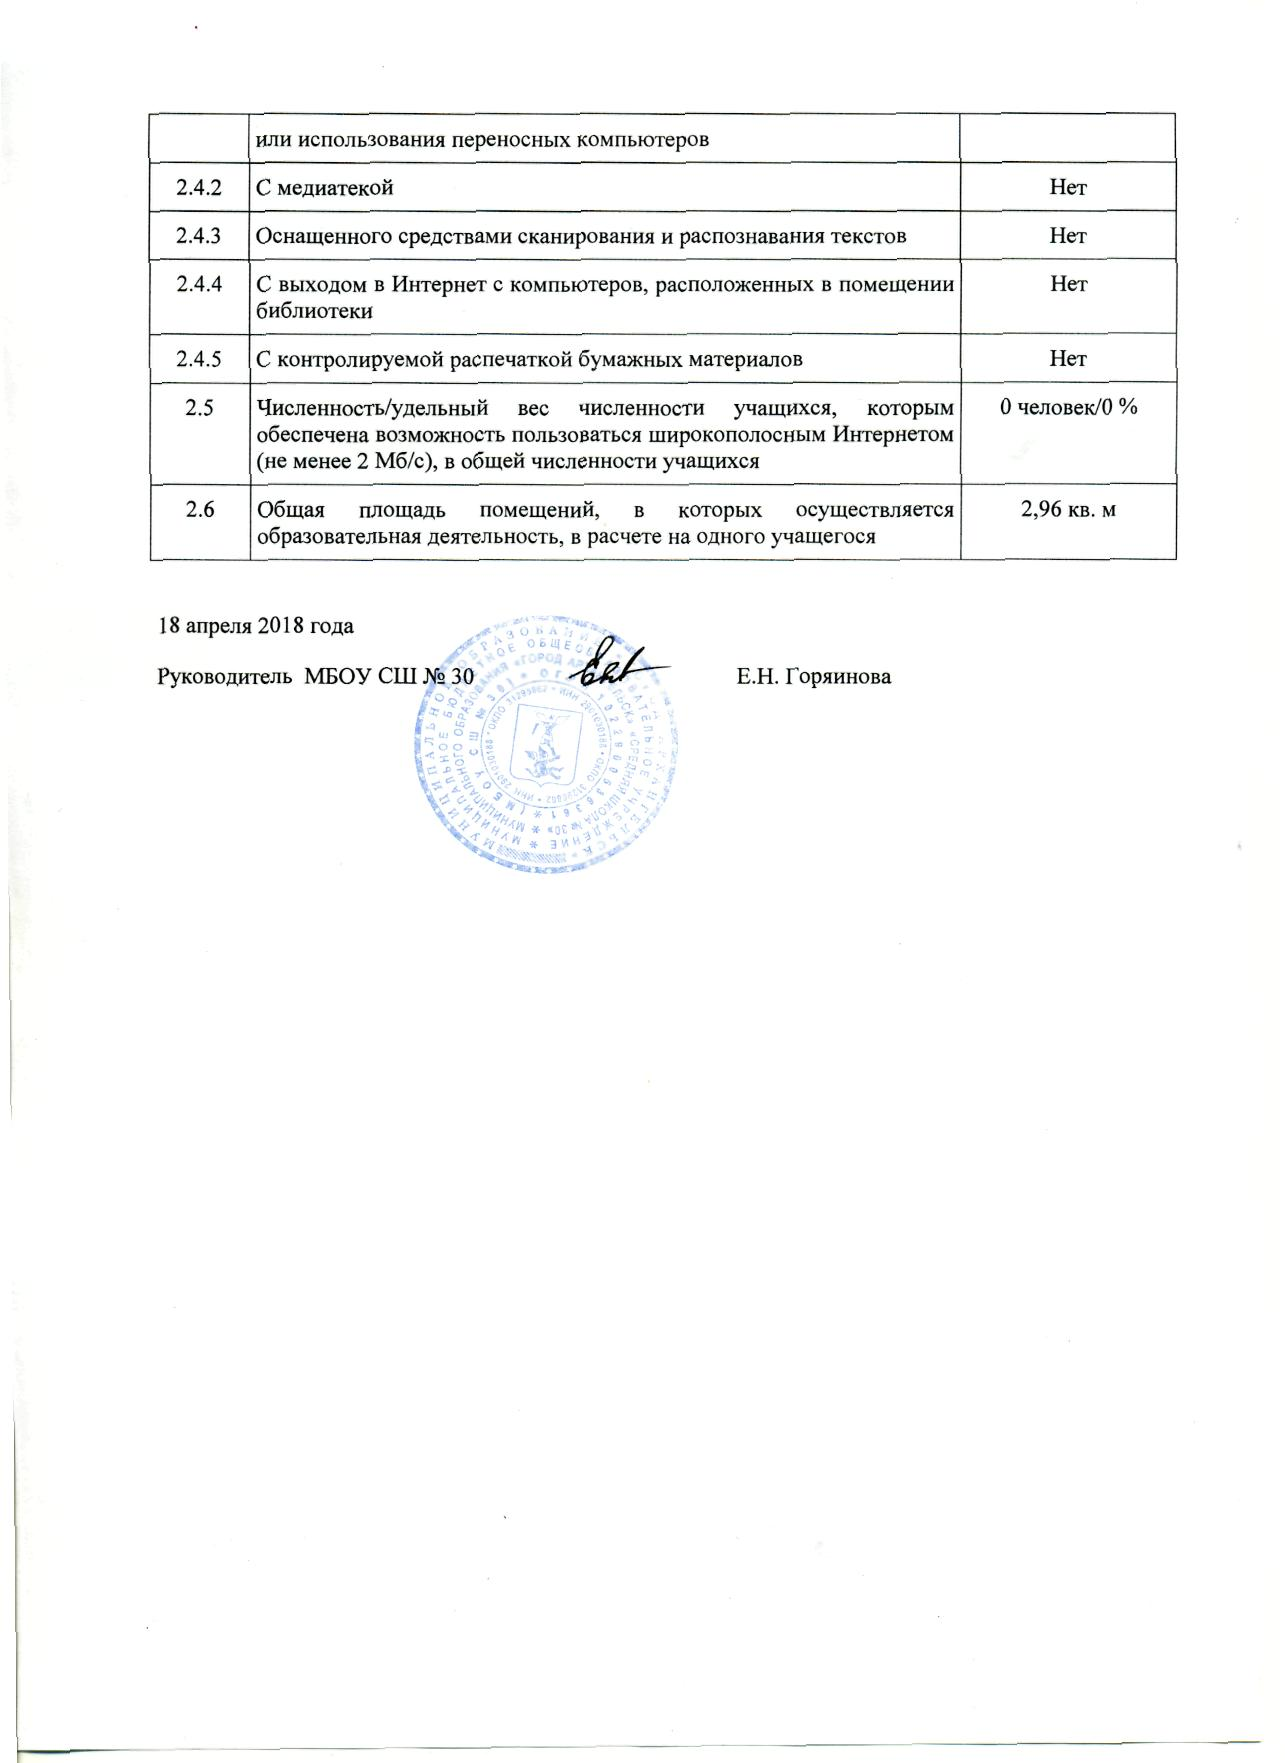 или использования переносных компьютеров
2.4.2 С медиатекой Нет
2.4.3 Оснащенного средствами сканирования и распознавания текстов Нет
2.4.4 С выходом в Интернет с компьютеров, расположенных в помещении Нет
библиотеки
2.4.5 С контролируемой распечаткой бумажных материалов Нет
2.5 Численность/удельный вес численности учащихся, которым 0 человек/0 %
обеспечена возможность пользоваться широкополосным Интернетом
(не менее 2 Мб/с), в общей численности учащихся
2.6 Общая площадь помещений, в которых осуществляется 2,96 кв. м
образовательная деятельность, в расчете на одного учащегося
18 апреля 2018 года
Руководитель МБОУ СШ № 30 Е.Н. Горяинова